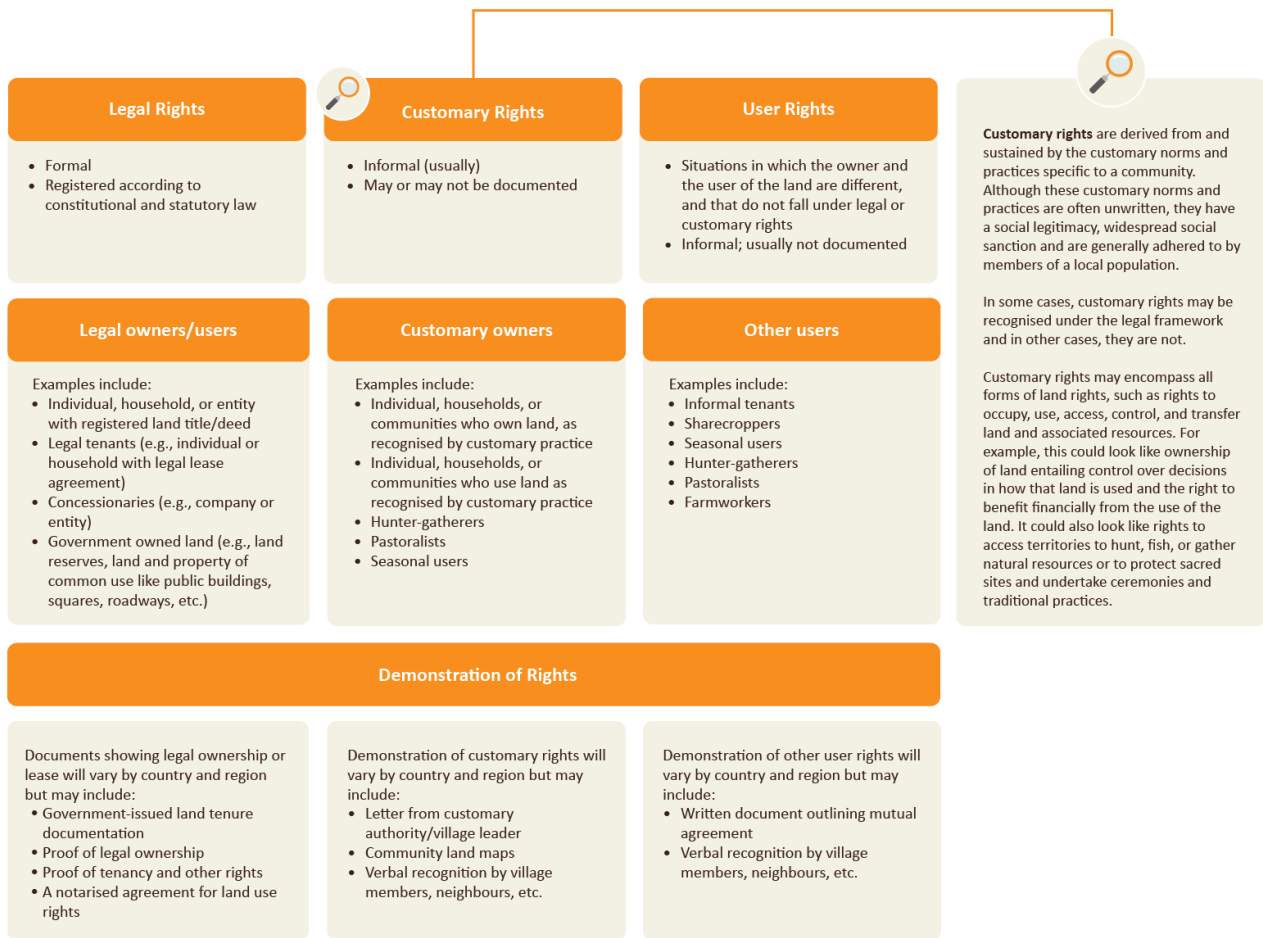 Legal Rights
• Formal
• Registered according to
constitutional and statutory law
Customary Rights
• Informal (usually)
• May or may not be documented
User Rights
• Situations in which the owner and
the user of the land are different,
and that do not fall under legal or
customary rights
• Informal; usually not documented
Legal owners/users
Examples include:
• Individual, household, or entity
with registered land title/deed
• Legal tenants (e.g., individual or
household with legal lease
agreement)
• Concessionaries (e.g., company or
entity)
• Government owned land (e.g., land
reserves, land and property of
common use like public buildings,
squares, roadways, etc.)
Customary owners
Examples include:
• Individual, households, or
communities who own land, as
recognised by customary practice
• Individual, households, or
communities who use land as
recognised by customary practice
• Hunter-gatherers
• Pastoralists
• Seasonal users
Other users
Examples include:
• Informal tenants
• Sharecroppers
• Seasonal users
• Hunter-gatherers
• Pastoralists
• Farmworkers
Demonstration of Rights
Documents showing legal ownership or
lease will vary by country and region
but may include:
• Government-issued land tenure
documentation
• Proof of legal ownership
• Proof of tenancy and other rights
• A notarised agreement for land use
rights
Demonstration of customary rights will
vary by country and region but may
include:
• Letter from customary
authority/village leader
• Community land maps
• Verbal recognition by village
members, neighbours, etc.
Demonstration of other user rights will
vary by country and region but may
include:
• Written document outlining mutual
agreement
• Verbal recognition by village
members, neighbours, etc.
Customary rights are derived from and
sustained by the customary norms and
practices specific to a community.
Although these customary norms and
practices are often unwritten, they have
a social legitimacy, widespread social
sanction and are generally adhered to by
members of a local population.
In some cases, customary rights may be
recognised under the legal framework
and in other cases, they are not.
Customary rights may encompass all
forms of land rights, such as rights to
occupy, use, access, control, and transfer
land and associated resources. For
example, this could look like ownership
of land entailing control over decisions
in how that land is used and the right to
benefit financially from the use of the
land. It could also look like rights to
access territories to hunt, fish, or gather
natural resources or to protect sacred
sites and undertake ceremonies and
traditional practices.